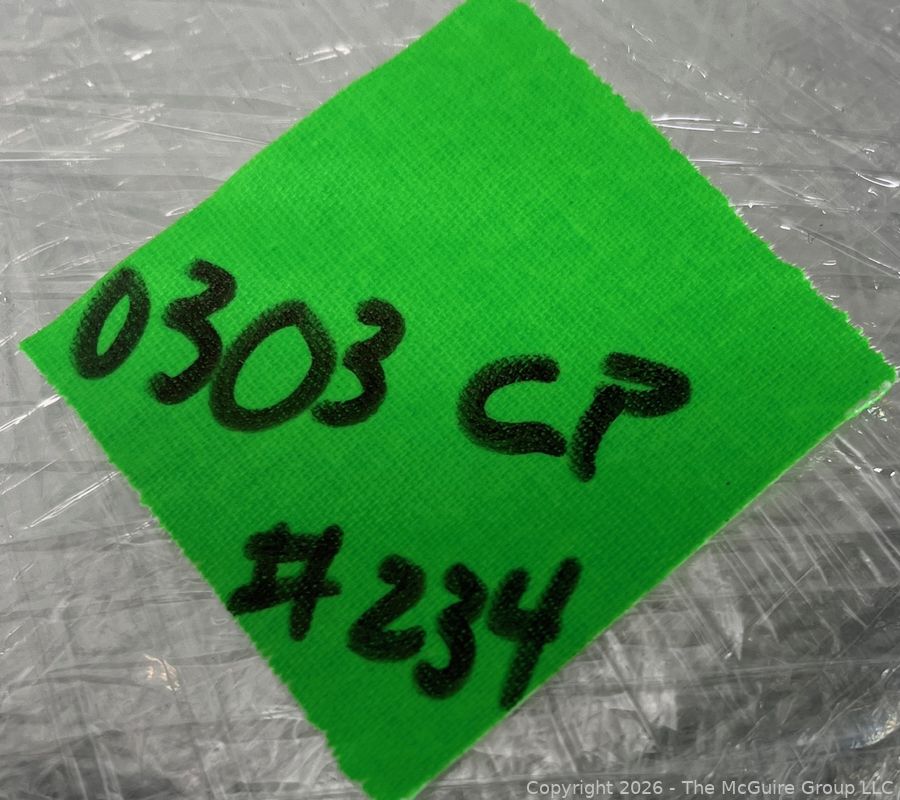 0303 CP
#234
Copyright 2026 - The McGuire Group LLC